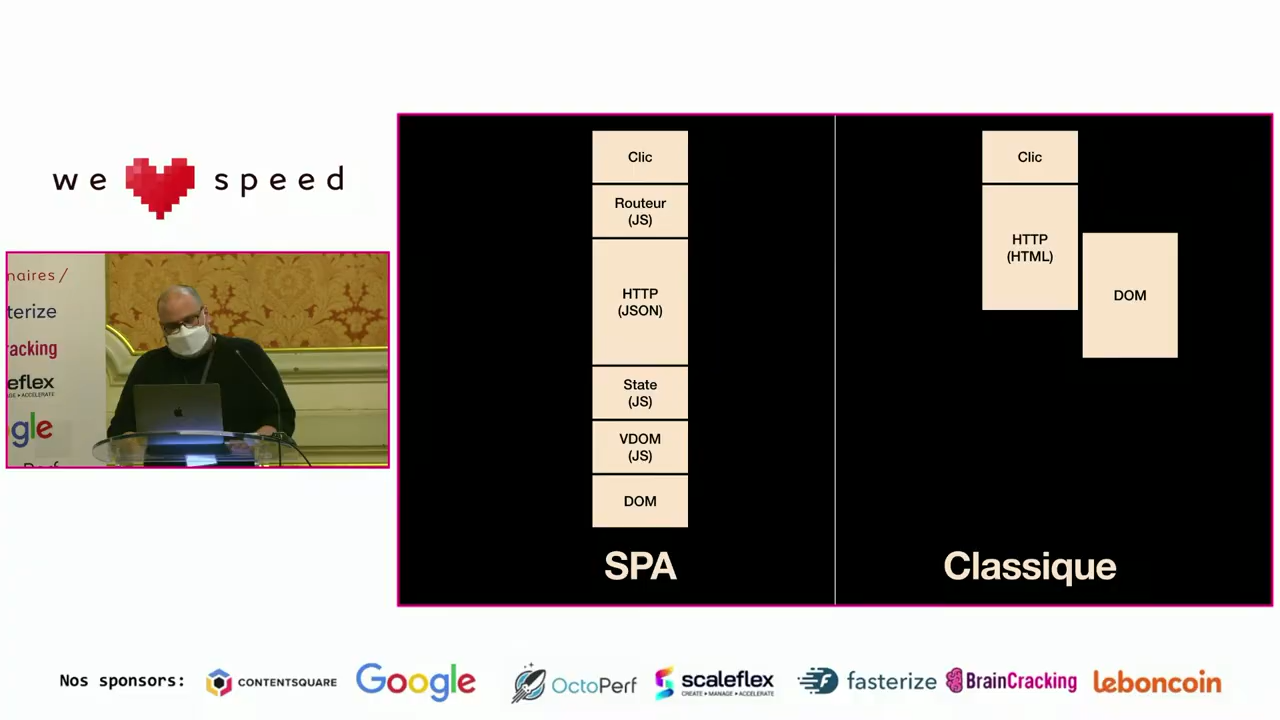 we speed
naires /
terize
racking
eflex
gle
Clic
Routeur
(JS)
HTTP
(JSON)
State
(JS)
VDOM
(JS)
DOM
SPA
Clic
HTTP
(HTML)
DOM
Classique
Nos sponsors:
CONTENTSQUARE
Google
OctoPerf
scaleflex
CREATE • MANAGE • ACCELERATE
fasterize
BrainCracking
leboncoin